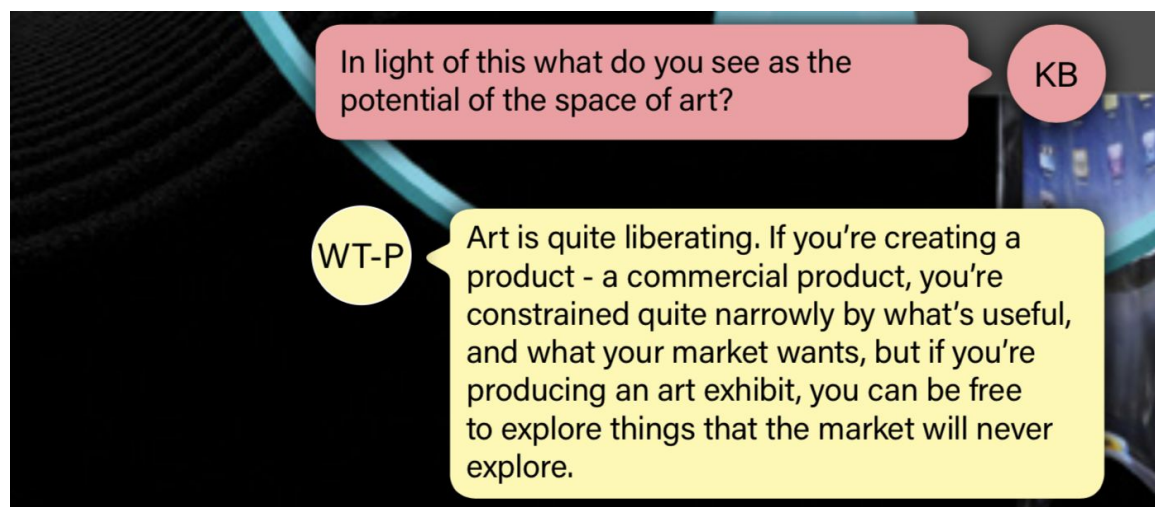 In light of this what do you see as the
potential of the space of art?
KB
WT-P
Art is quite liberating. If you’re creating a
product - a commercial product, you’re
constrained quite narrowly by what’s useful,
and what your market wants, but if you’re
producing an art exhibit, you can be free
to explore things that the market will never
explore.